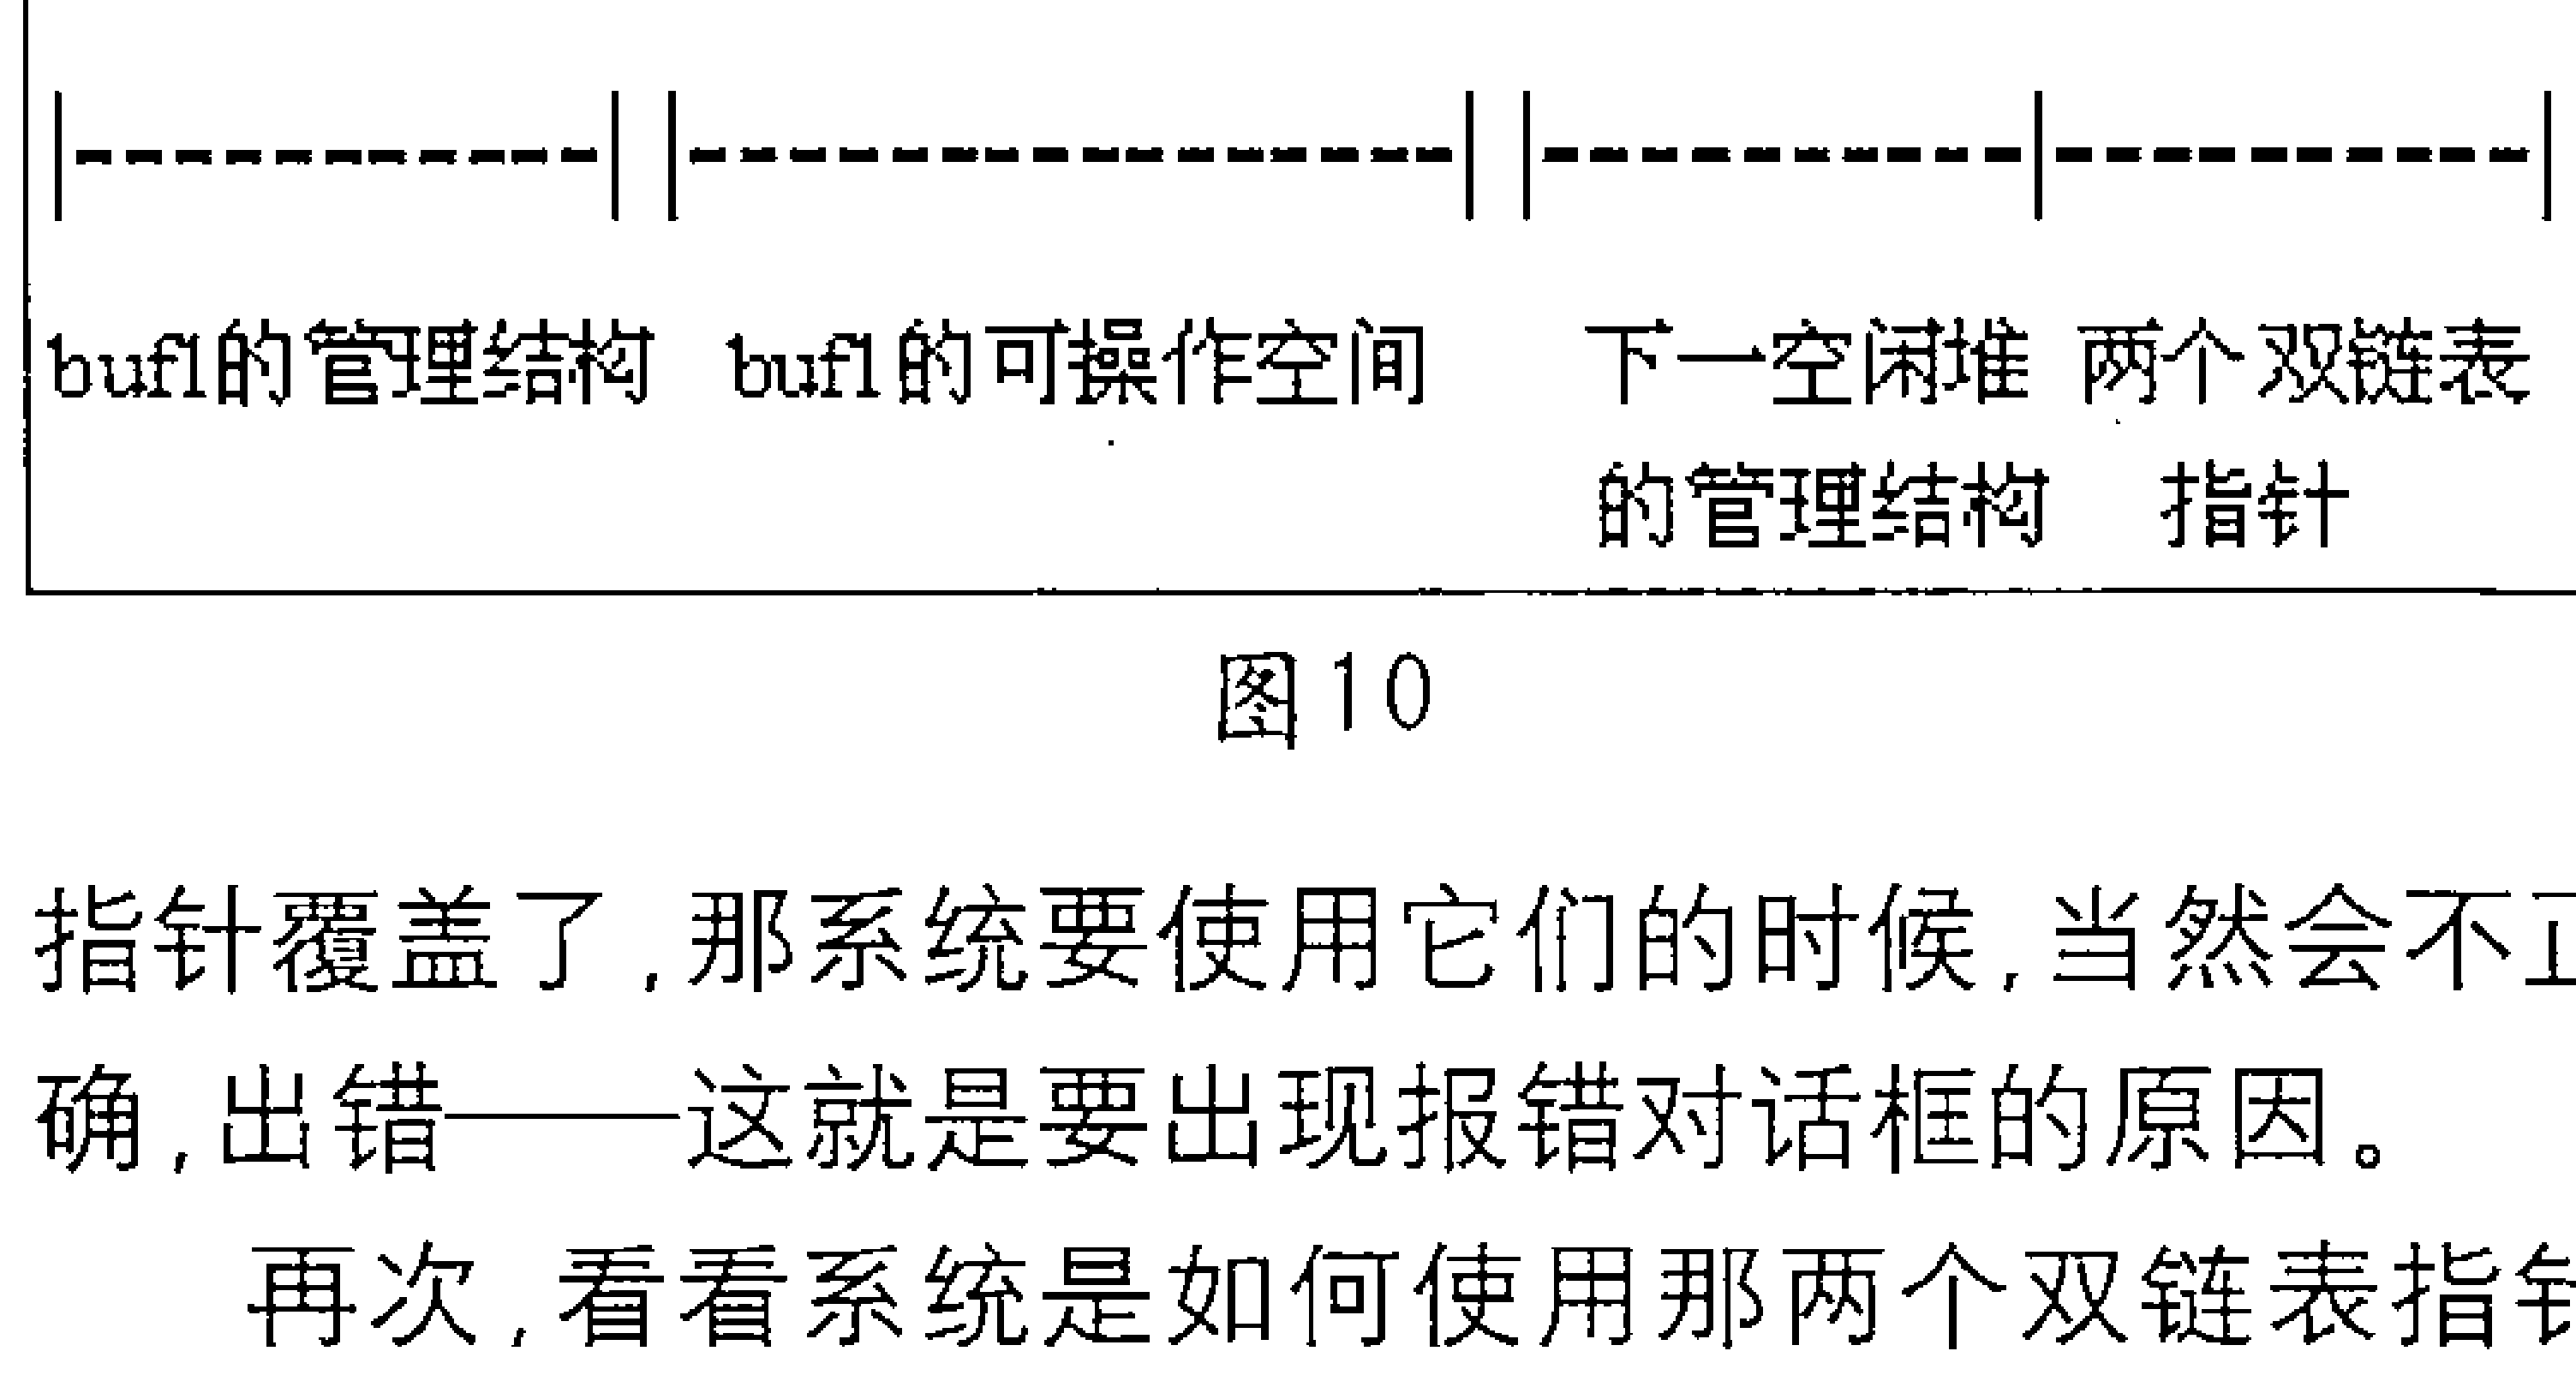 buf1的管理结构 buf1的可操作空间 下一空闲堆 两个双链表
的管理结构 指针
图10
指针覆盖了,那系统要使用它们的时候,当然会不正
确,出错——这就是要出现报错对话框的原因。
再次,看看系统是如何使用那两个双链表指针